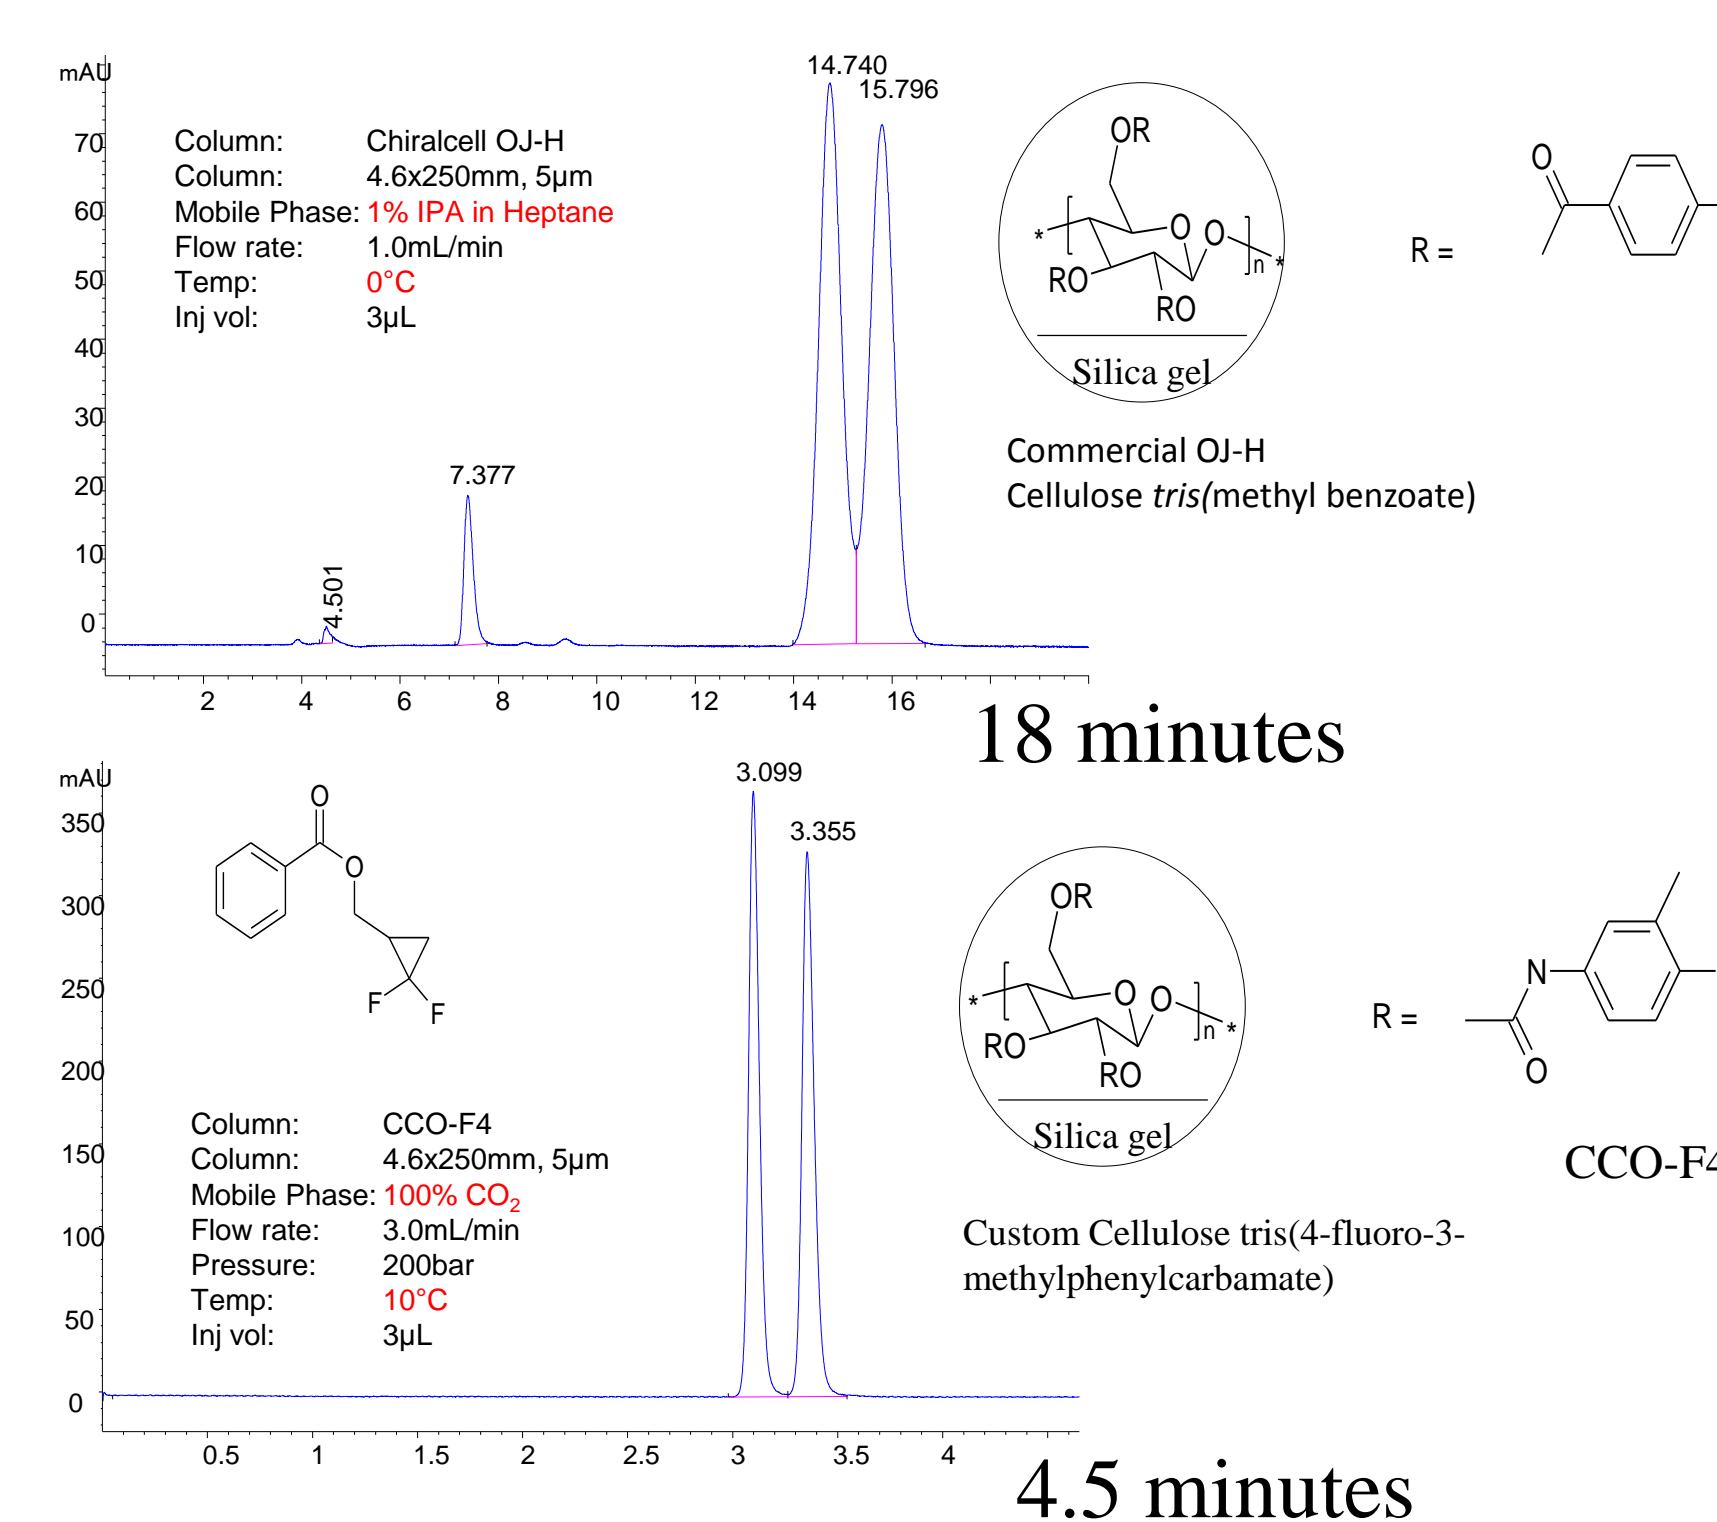 mAU
70
60
50
40
30
20
10
0
14.740
15.796
7.377
4.501
Column: Chiralcell OJ-H
Column: 4.6x250mm, 5µm
Mobile Phase: 1% IPA in Heptane
Flow rate: 1.0mL/min
Temp: 0°C
Inj vol: 3µL
2 4 6 8 10 12 14 16
18 minutes
OR
* O O n *
RO
RO
Silica gel
R =
O
Commercial OJ-H
Cellulose tris(methyl benzoate)
mAU
350
300
250
200
150
100
50
0
3.099
3.355
O
O
F
F
Column: CCO-F4
Column: 4.6x250mm, 5µm
Mobile Phase: 100% CO₂
Flow rate: 3.0mL/min
Pressure: 200bar
Temp: 10°C
Inj vol: 3µL
0.5 1 1.5 2 2.5 3 3.5 4
4.5 minutes
OR
* O O n *
RO
RO
Silica gel
R =
N
O
CCO-F4
Custom Cellulose tris(4-fluoro-3-
methylphenylcarbamate)